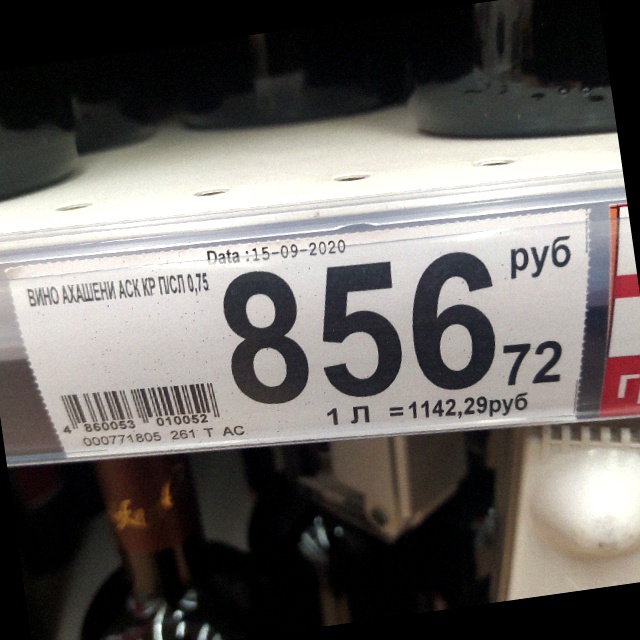 Data :15-09-2020
ВИНО АХАШЕНИ АСК КР П/СП 0,75
856 72 руб
1 Л =1142,29руб
4 860053 010052
000771805 261 Т АС